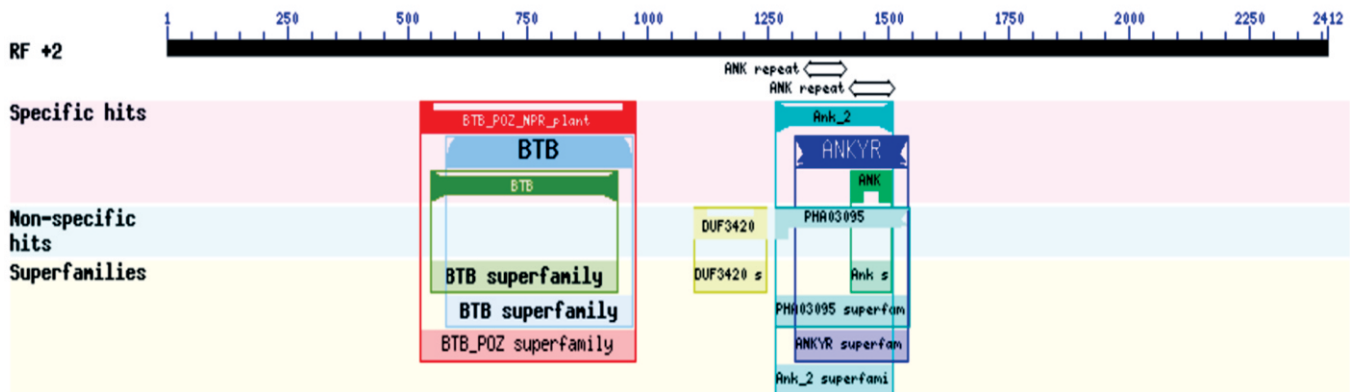 1 250 500 750 1000 1250 1500 1750 2000 2250 2412
RF +2
ANK repeat
ANK repeat
Specific hits
BTB_POZ_NPR_plant
Ank_2
BTB
ANKYR
BTB
ANK
Non-specific
hits
DUF3420
PHA03095
Superfamilies
BTB superfamily
DUF3420 s
Ank s
BTB superfamily
PHA03095 superfam
BTB_POZ superfamily
ANKYR superfam
Ank_2 superfami